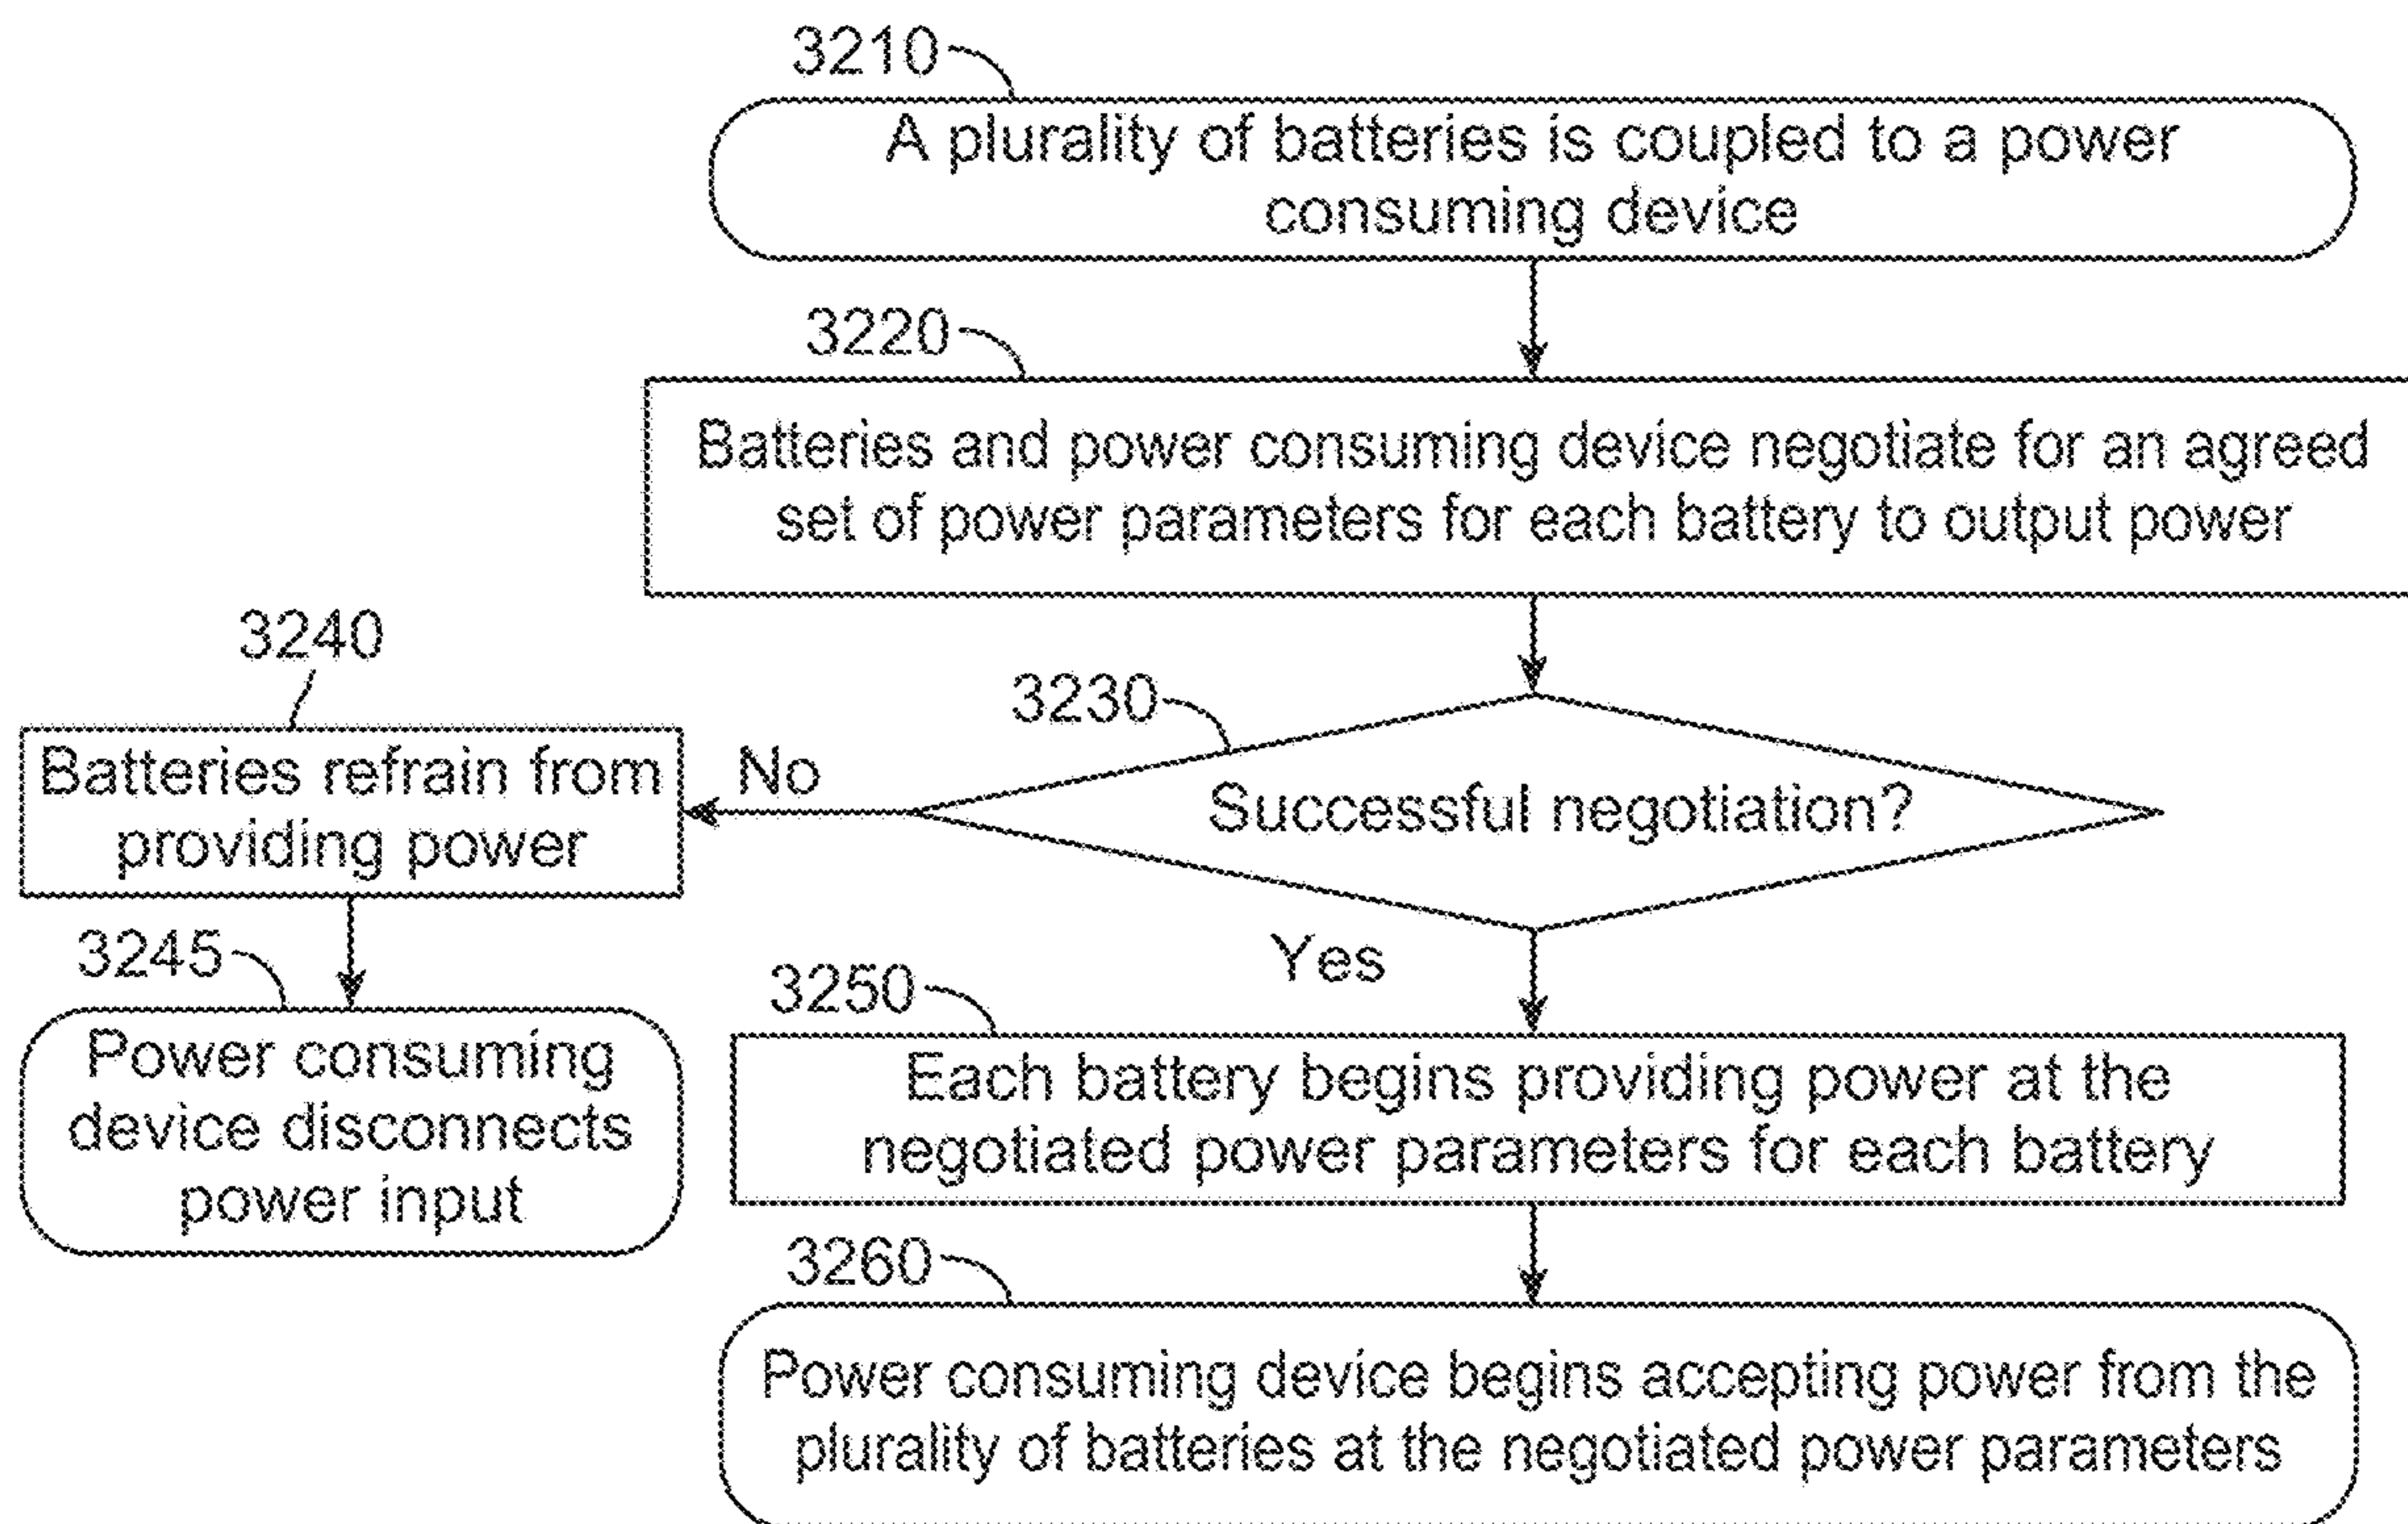 3210
A plurality of batteries is coupled to a power
consuming device
3220
Batteries and power consuming device negotiate for an agreed
set of power parameters for each battery to output power
3230
Successful negotiation?
No
3240
Batteries refrain from
providing power
3245
Power consuming
device disconnects
power input
Yes
3250
Each battery begins providing power at the
negotiated power parameters for each battery
3260
Power consuming device begins accepting power from the
plurality of batteries at the negotiated power parameters